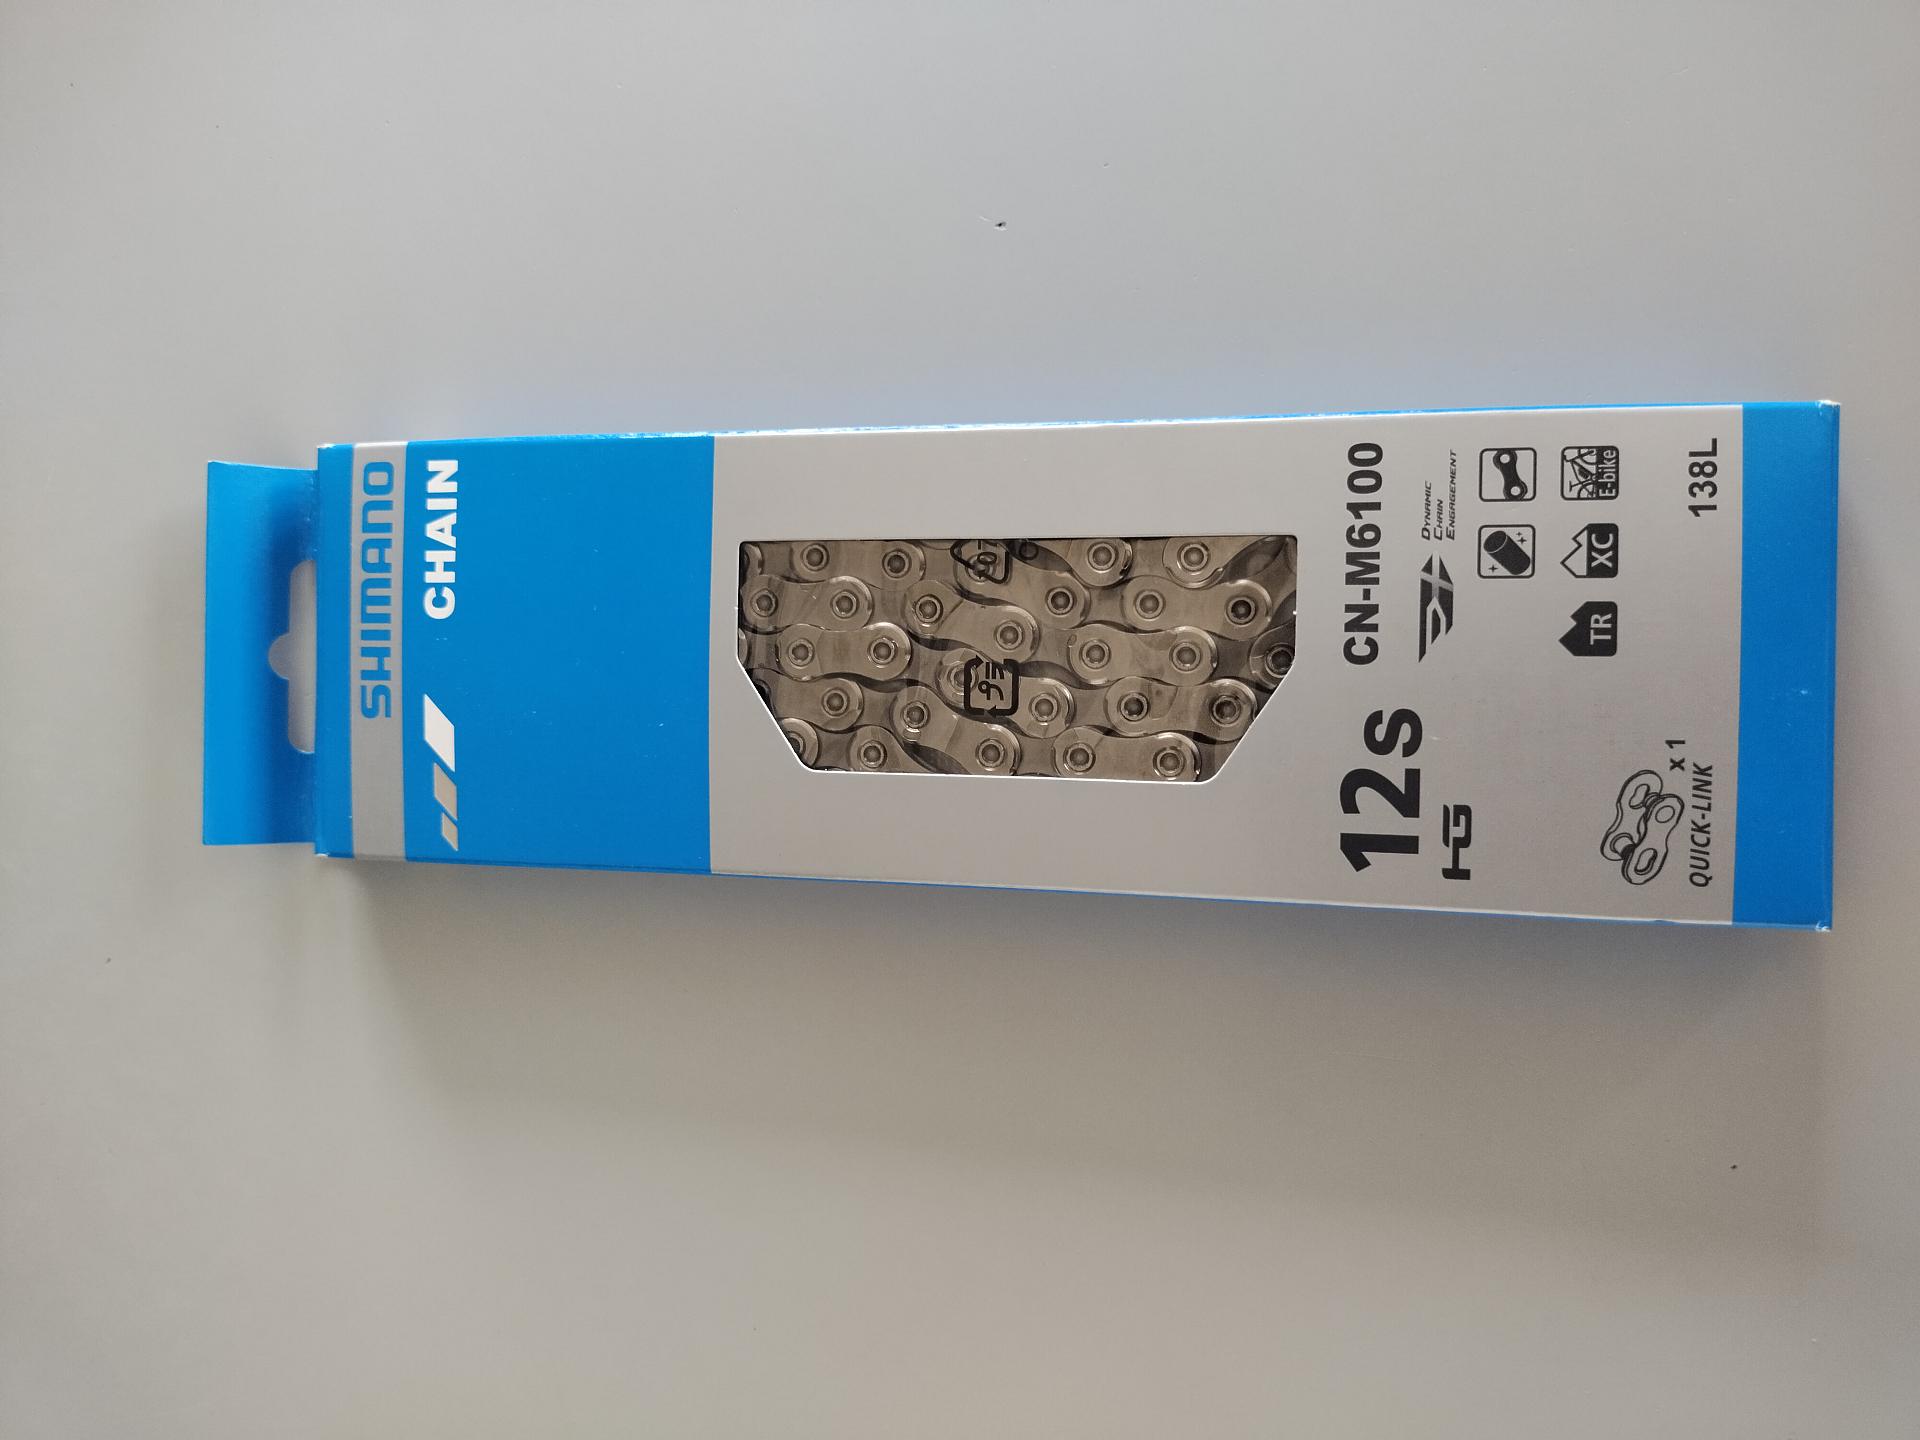 SHIMANO
CHAIN
12s
CN-M6100
HG
DYNAMIC
CHAIN
ENGAGEMENT
TR
XC
E-bike
x 1
QUICK-LINK
138L